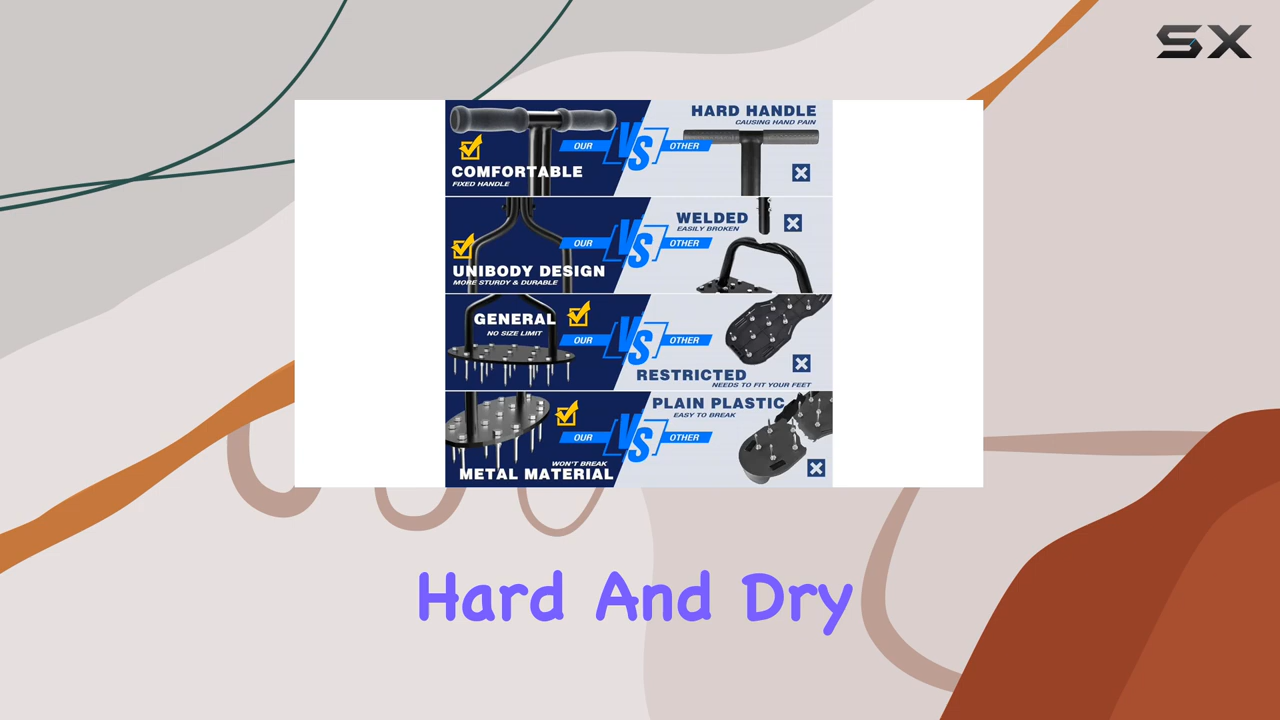 SX
HARD HANDLE
CAUSING HAND PAIN
OUR VS OTHER
COMFORTABLE
FIXED HANDLE
WELDED
EASILY BROKEN
OUR VS OTHER
UNIBODY DESIGN
MORE STURDY & DURABLE
GENERAL
NO SIZE LIMIT
OUR VS OTHER
RESTRICTED
NEEDS TO FIT YOUR FEET
PLAIN PLASTIC
EASY TO BREAK
OUR VS OTHER
WON'T BREAK
METAL MATERIAL
Hard And Dry